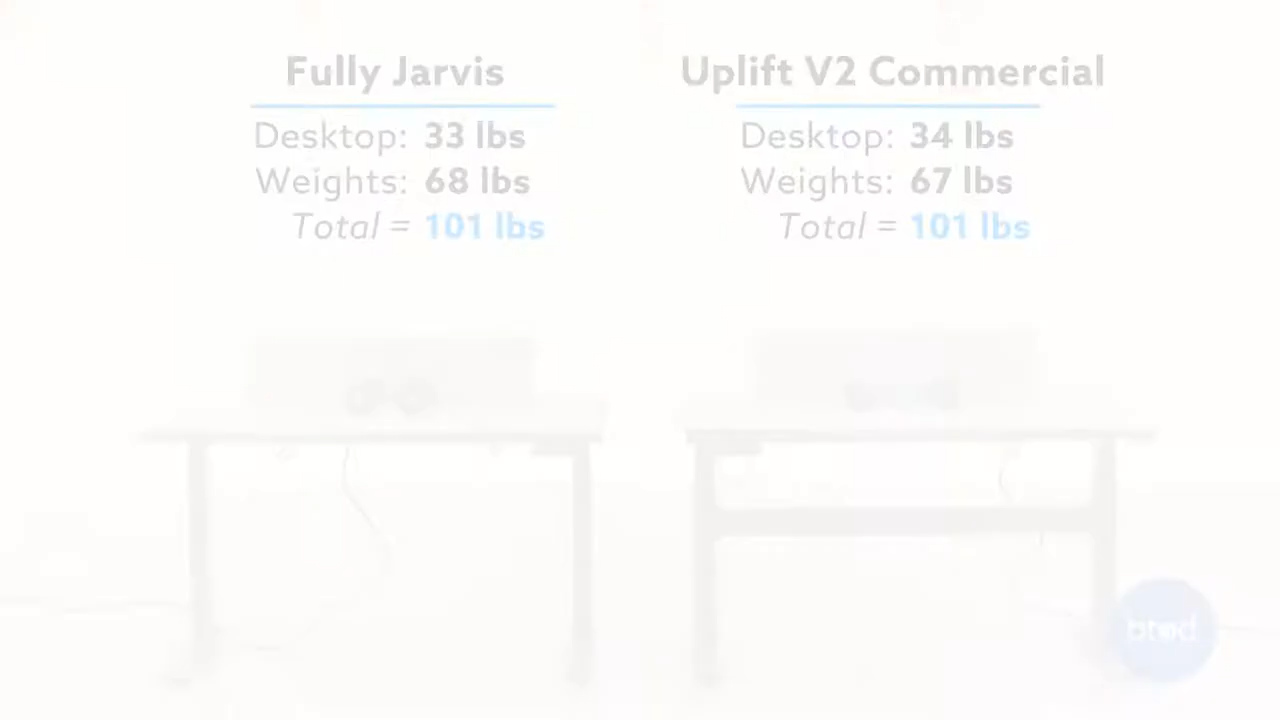 Fully Jarvis
Desktop: 33 lbs
Weights: 68 lbs
Total = 101 lbs
Uplift V2 Commercial
Desktop: 34 lbs
Weights: 67 lbs
Total = 101 lbs
btod